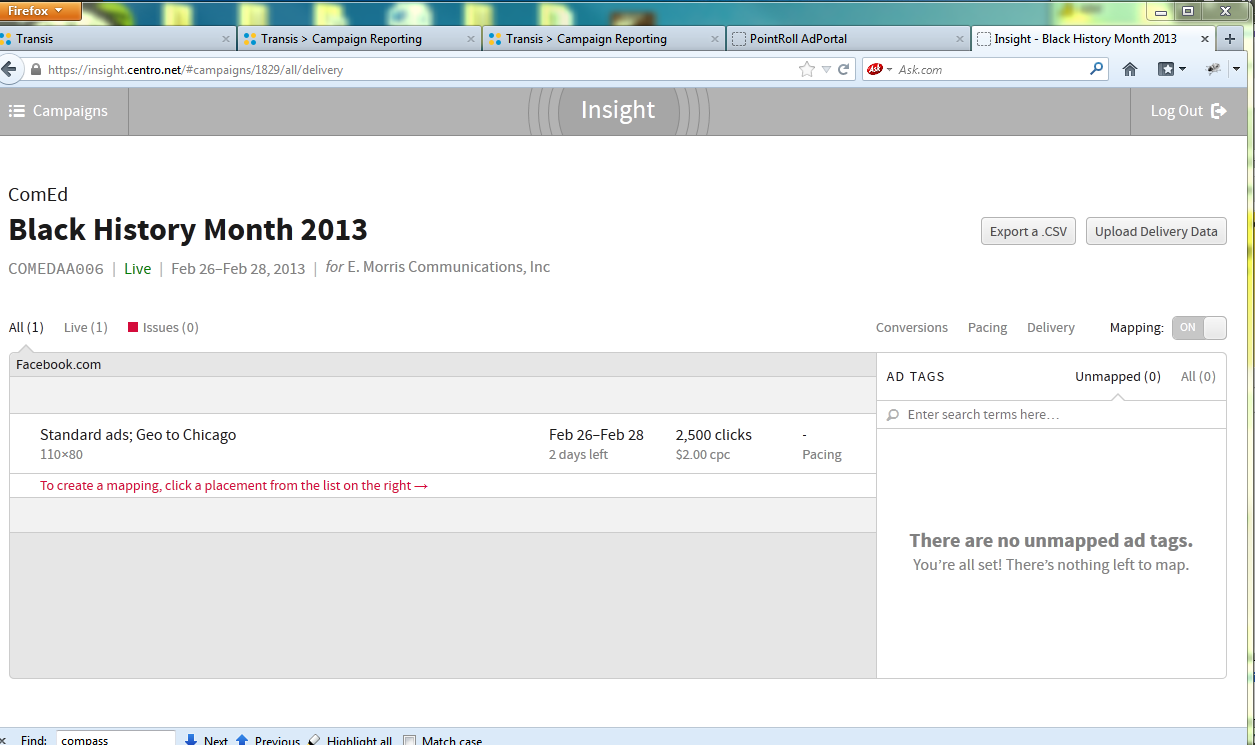 Firefox
Transis
Transis > Campaign Reporting
Transis > Campaign Reporting
PointRoll AdPortal
Insight - Black History Month 2013
https://insight.centro.net/#campaigns/1829/all/delivery
Ask Ask.com
Campaigns
Insight
Log Out
ComEd
Black History Month 2013
Export a .CSV
Upload Delivery Data
COMEDAA006 | Live | Feb 26–Feb 28, 2013 | for E. Morris Communications, Inc
All (1) Live (1) Issues (0)
Conversions Pacing Delivery Mapping: ON
Facebook.com
Standard ads; Geo to Chicago Feb 26–Feb 28 2,500 clicks -
110×80 2 days left $2.00 cpc Pacing
To create a mapping, click a placement from the list on the right →
AD TAGS Unmapped (0) All (0)
Enter search terms here…
There are no unmapped ad tags.
You’re all set! There’s nothing left to map.
x Find: compass Next Previous Highlight all Match case